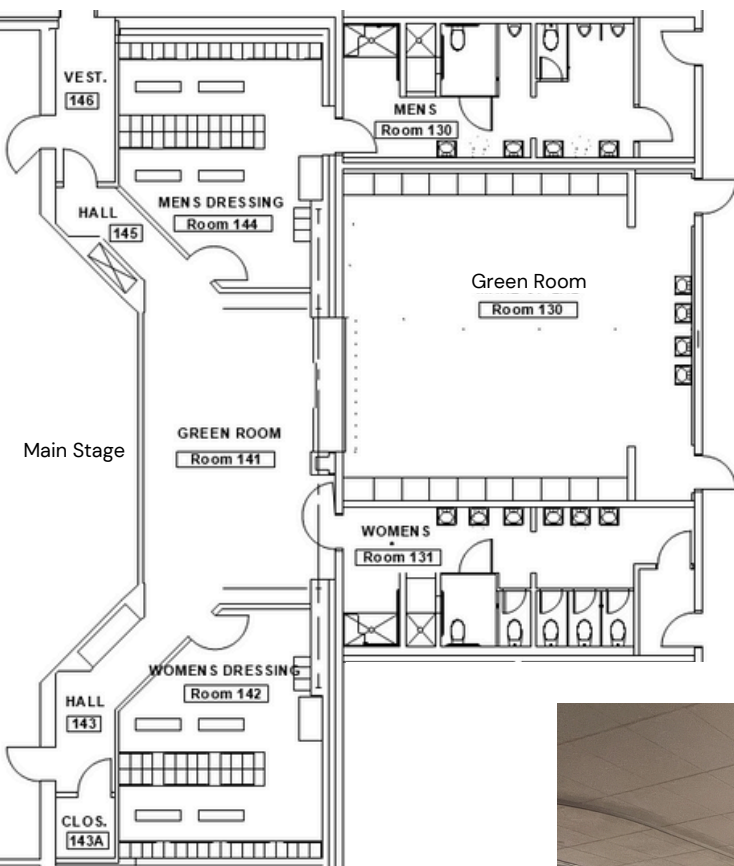 VEST.
146
MENS
Room 130
MENS DRESSING
Room 144
HALL
145
Green Room
Room 130
Main Stage
GREEN ROOM
Room 141
WOMENS
Room 131
WOMENS DRESSING
Room 142
HALL
143
CLOS.
143A